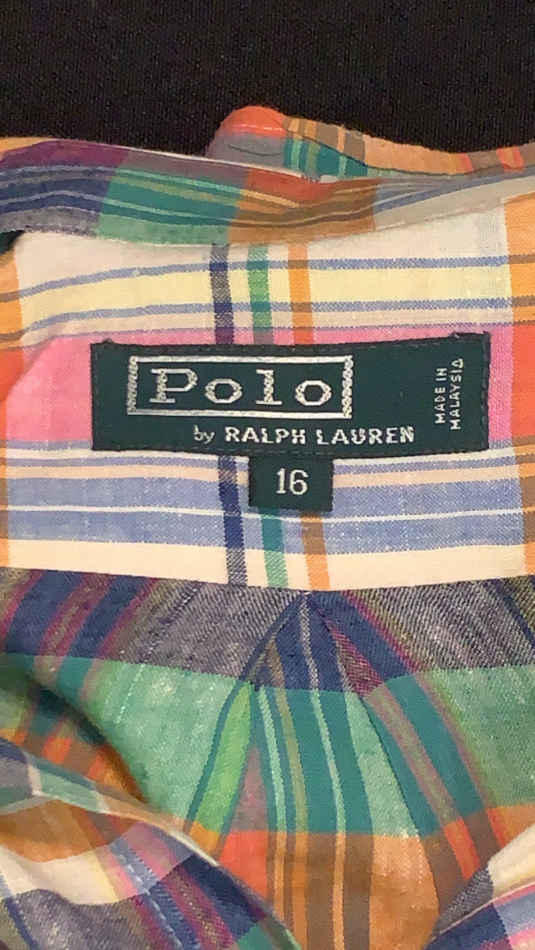 Polo
by RALPH LAUREN
MADE IN
MALAYSIA
16